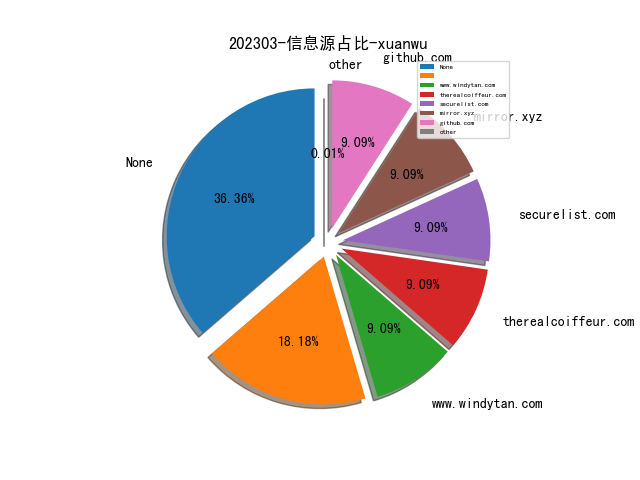 202303-信息源占比-xuanwu
github.com
other
None
www.windytan.com
therealcoiffeur.com
securelist.com
mirror.xyz
github.com
other
mirror.xyz
None
0.01%
9.09%
9.09%
36.36%
securelist.com
9.09%
9.09%
therealcoiffeur.com
9.09%
18.18%
www.windytan.com